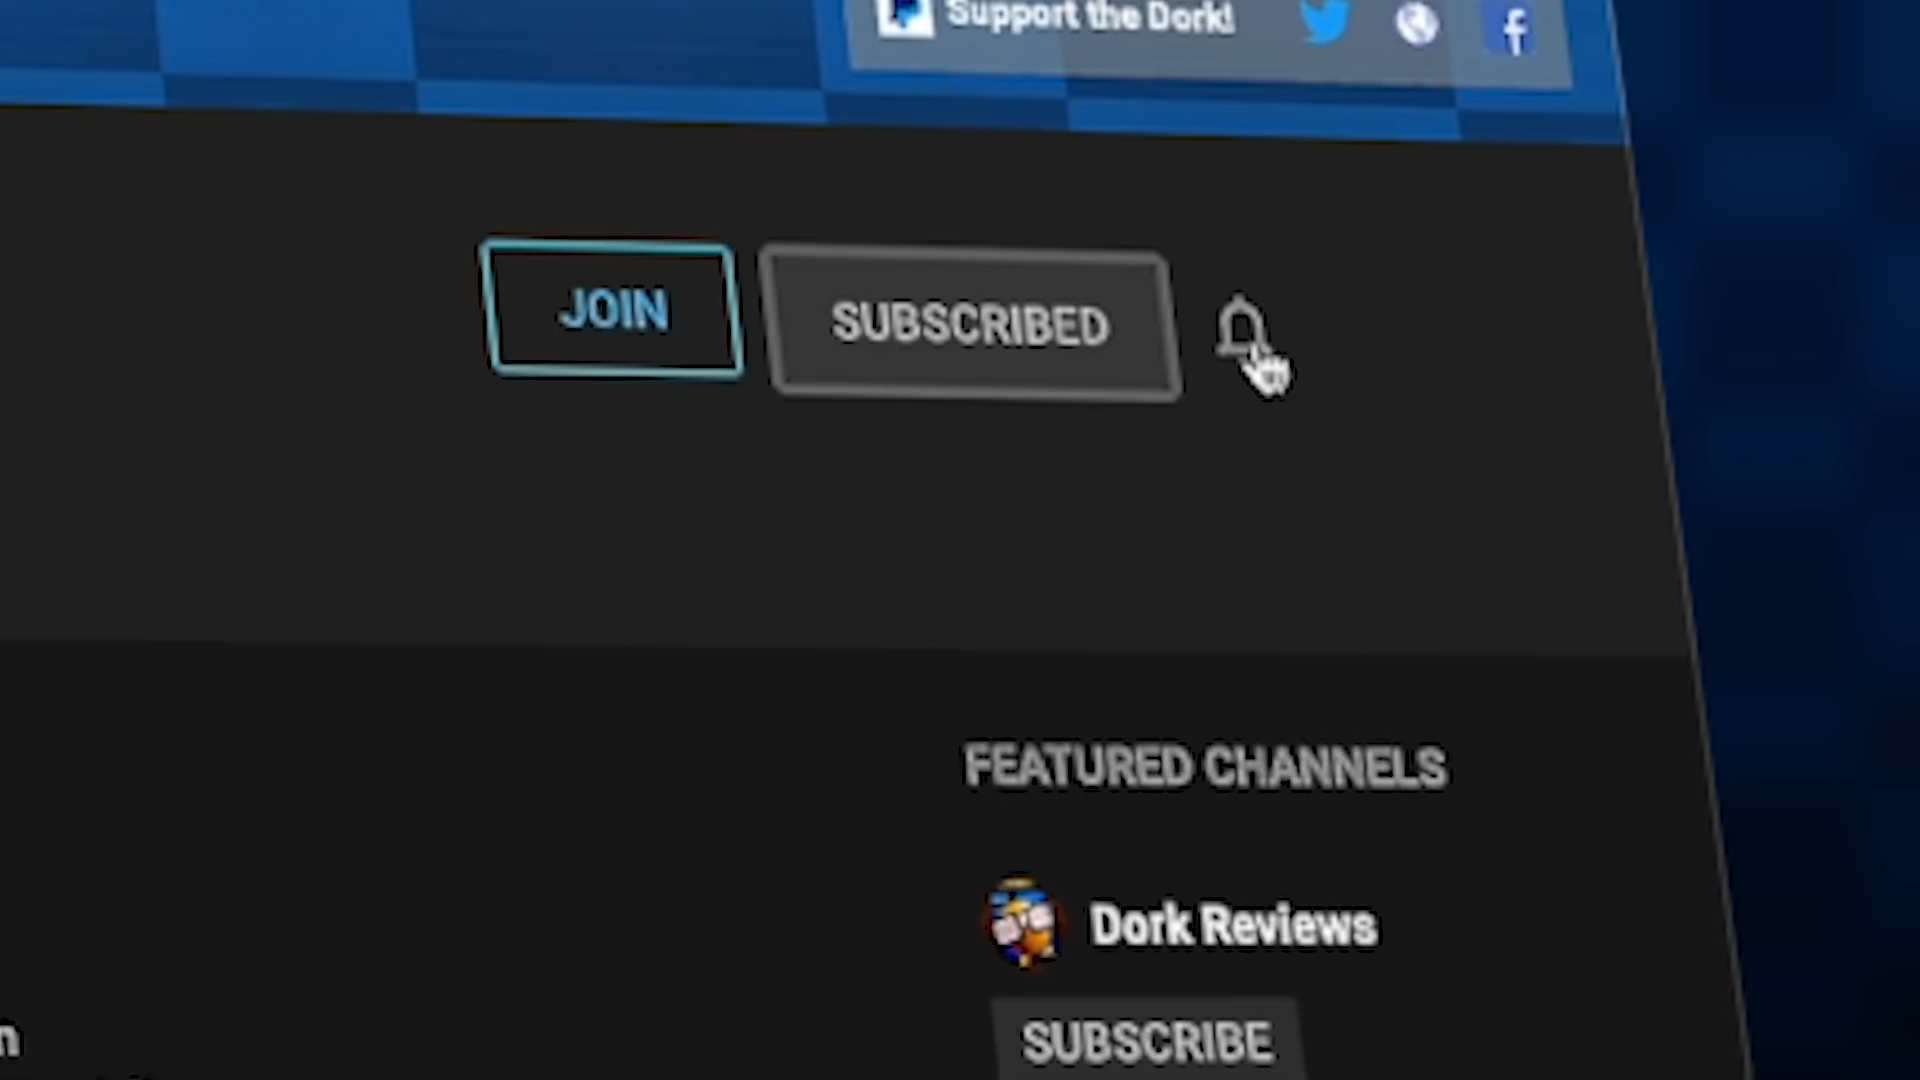 Support the Dork!
JOIN
SUBSCRIBED
FEATURED CHANNELS
Dork Reviews
SUBSCRIBE